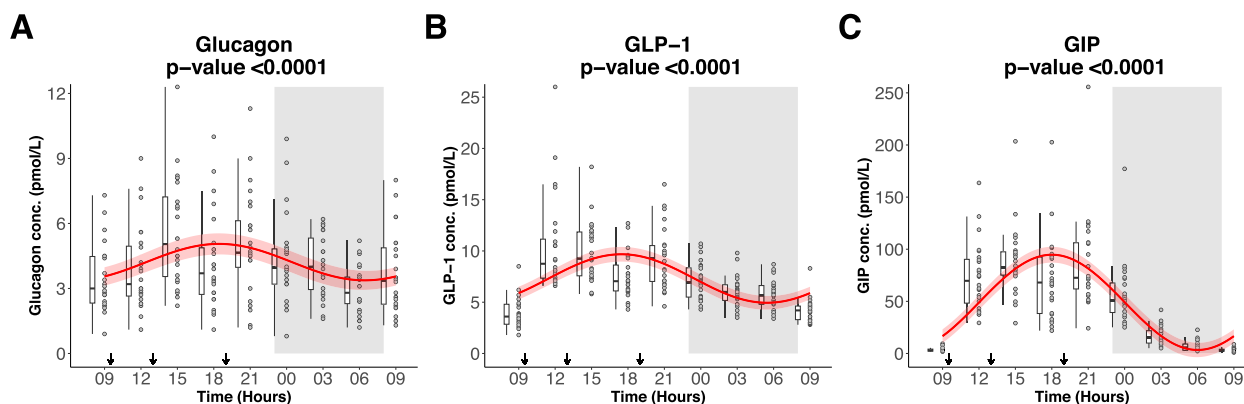 A
Glucagon
p-value <0.0001
Glucagon conc. (pmol/L)
12
9
6
3
0
09 12 15 18 21 00 03 06 09
Time (Hours)
B
GLP-1
p-value <0.0001
GLP-1 conc. (pmol/L)
25
20
15
10
5
0
09 12 15 18 21 00 03 06 09
Time (Hours)
C
GIP
p-value <0.0001
GIP conc. (pmol/L)
250
200
150
100
50
0
09 12 15 18 21 00 03 06 09
Time (Hours)